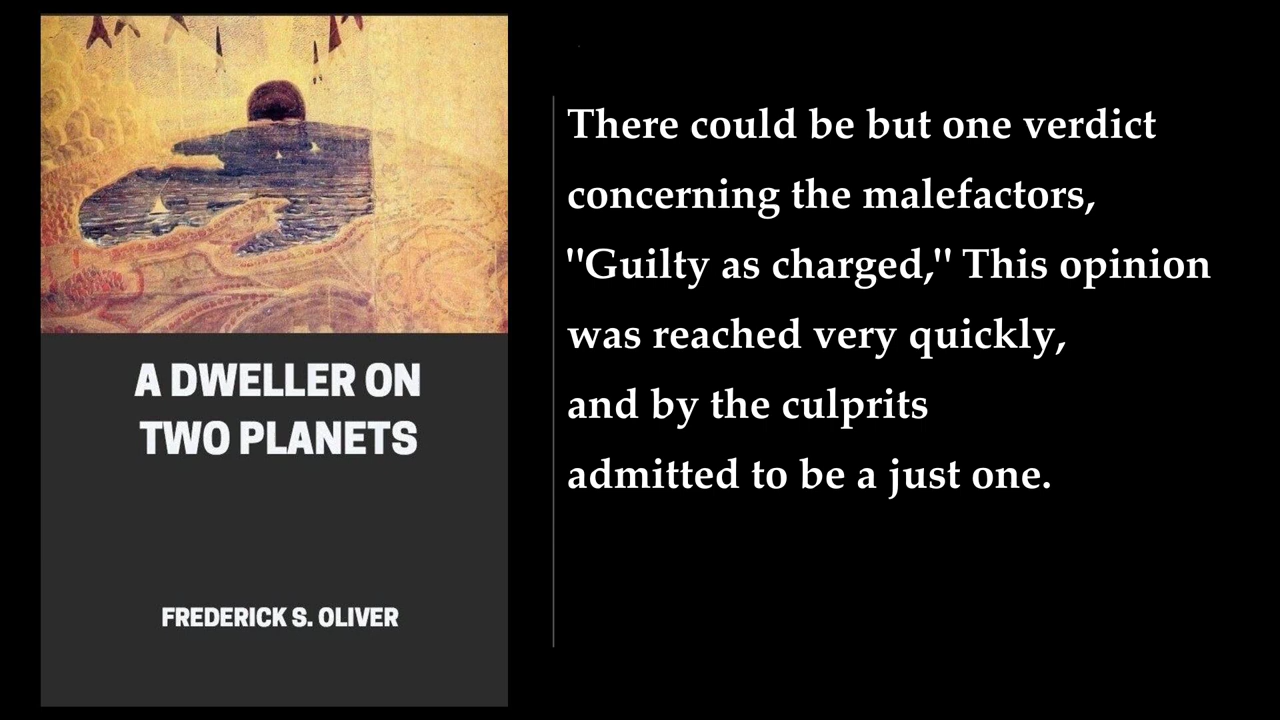 A DWELLER ON
TWO PLANETS
FREDERICK S. OLIVER
There could be but one verdict
concerning the malefactors,
"Guilty as charged," This opinion
was reached very quickly,
and by the culprits
admitted to be a just one.